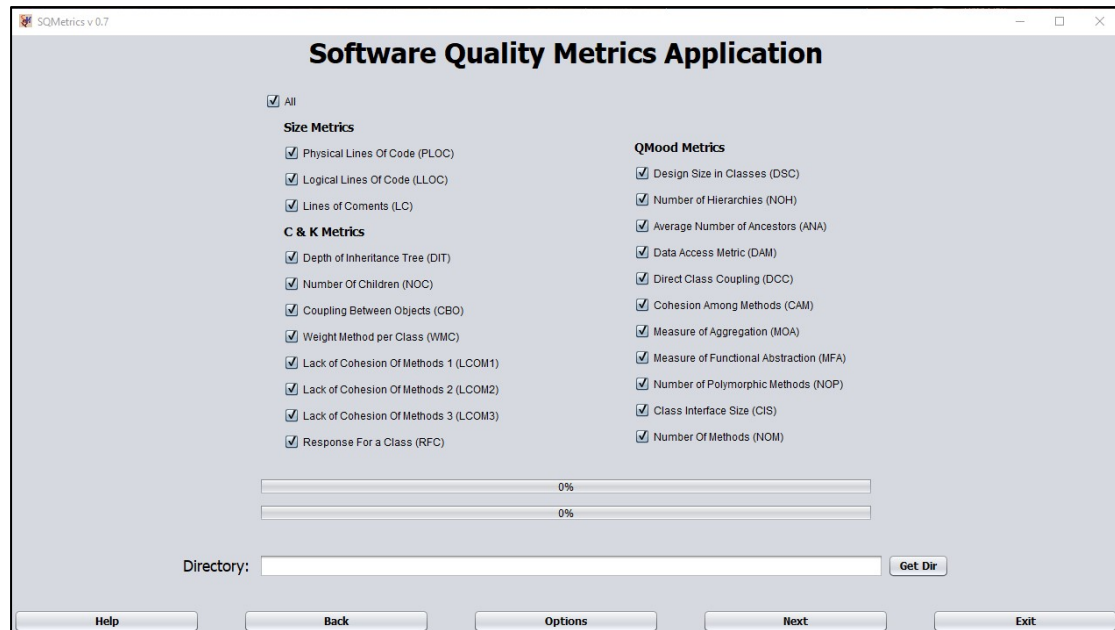 SQMetrics v 0.7
Software Quality Metrics Application
All
Size Metrics
Physical Lines Of Code (PLOC)
Logical Lines Of Code (LLOC)
Lines of Coments (LC)
C & K Metrics
Depth of Inheritance Tree (DIT)
Number Of Children (NOC)
Coupling Between Objects (CBO)
Weight Method per Class (WMC)
Lack of Cohesion Of Methods 1 (LCOM1)
Lack of Cohesion Of Methods 2 (LCOM2)
Lack of Cohesion Of Methods 3 (LCOM3)
Response For a Class (RFC)
QMood Metrics
Design Size in Classes (DSC)
Number of Hierarchies (NOH)
Average Number of Ancestors (ANA)
Data Access Metric (DAM)
Direct Class Coupling (DCC)
Cohesion Among Methods (CAM)
Measure of Aggregation (MOA)
Measure of Functional Abstraction (MFA)
Number of Polymorphic Methods (NOP)
Class Interface Size (CIS)
Number Of Methods (NOM)
0%
0%
Directory:
Get Dir
Help
Back
Options
Next
Exit